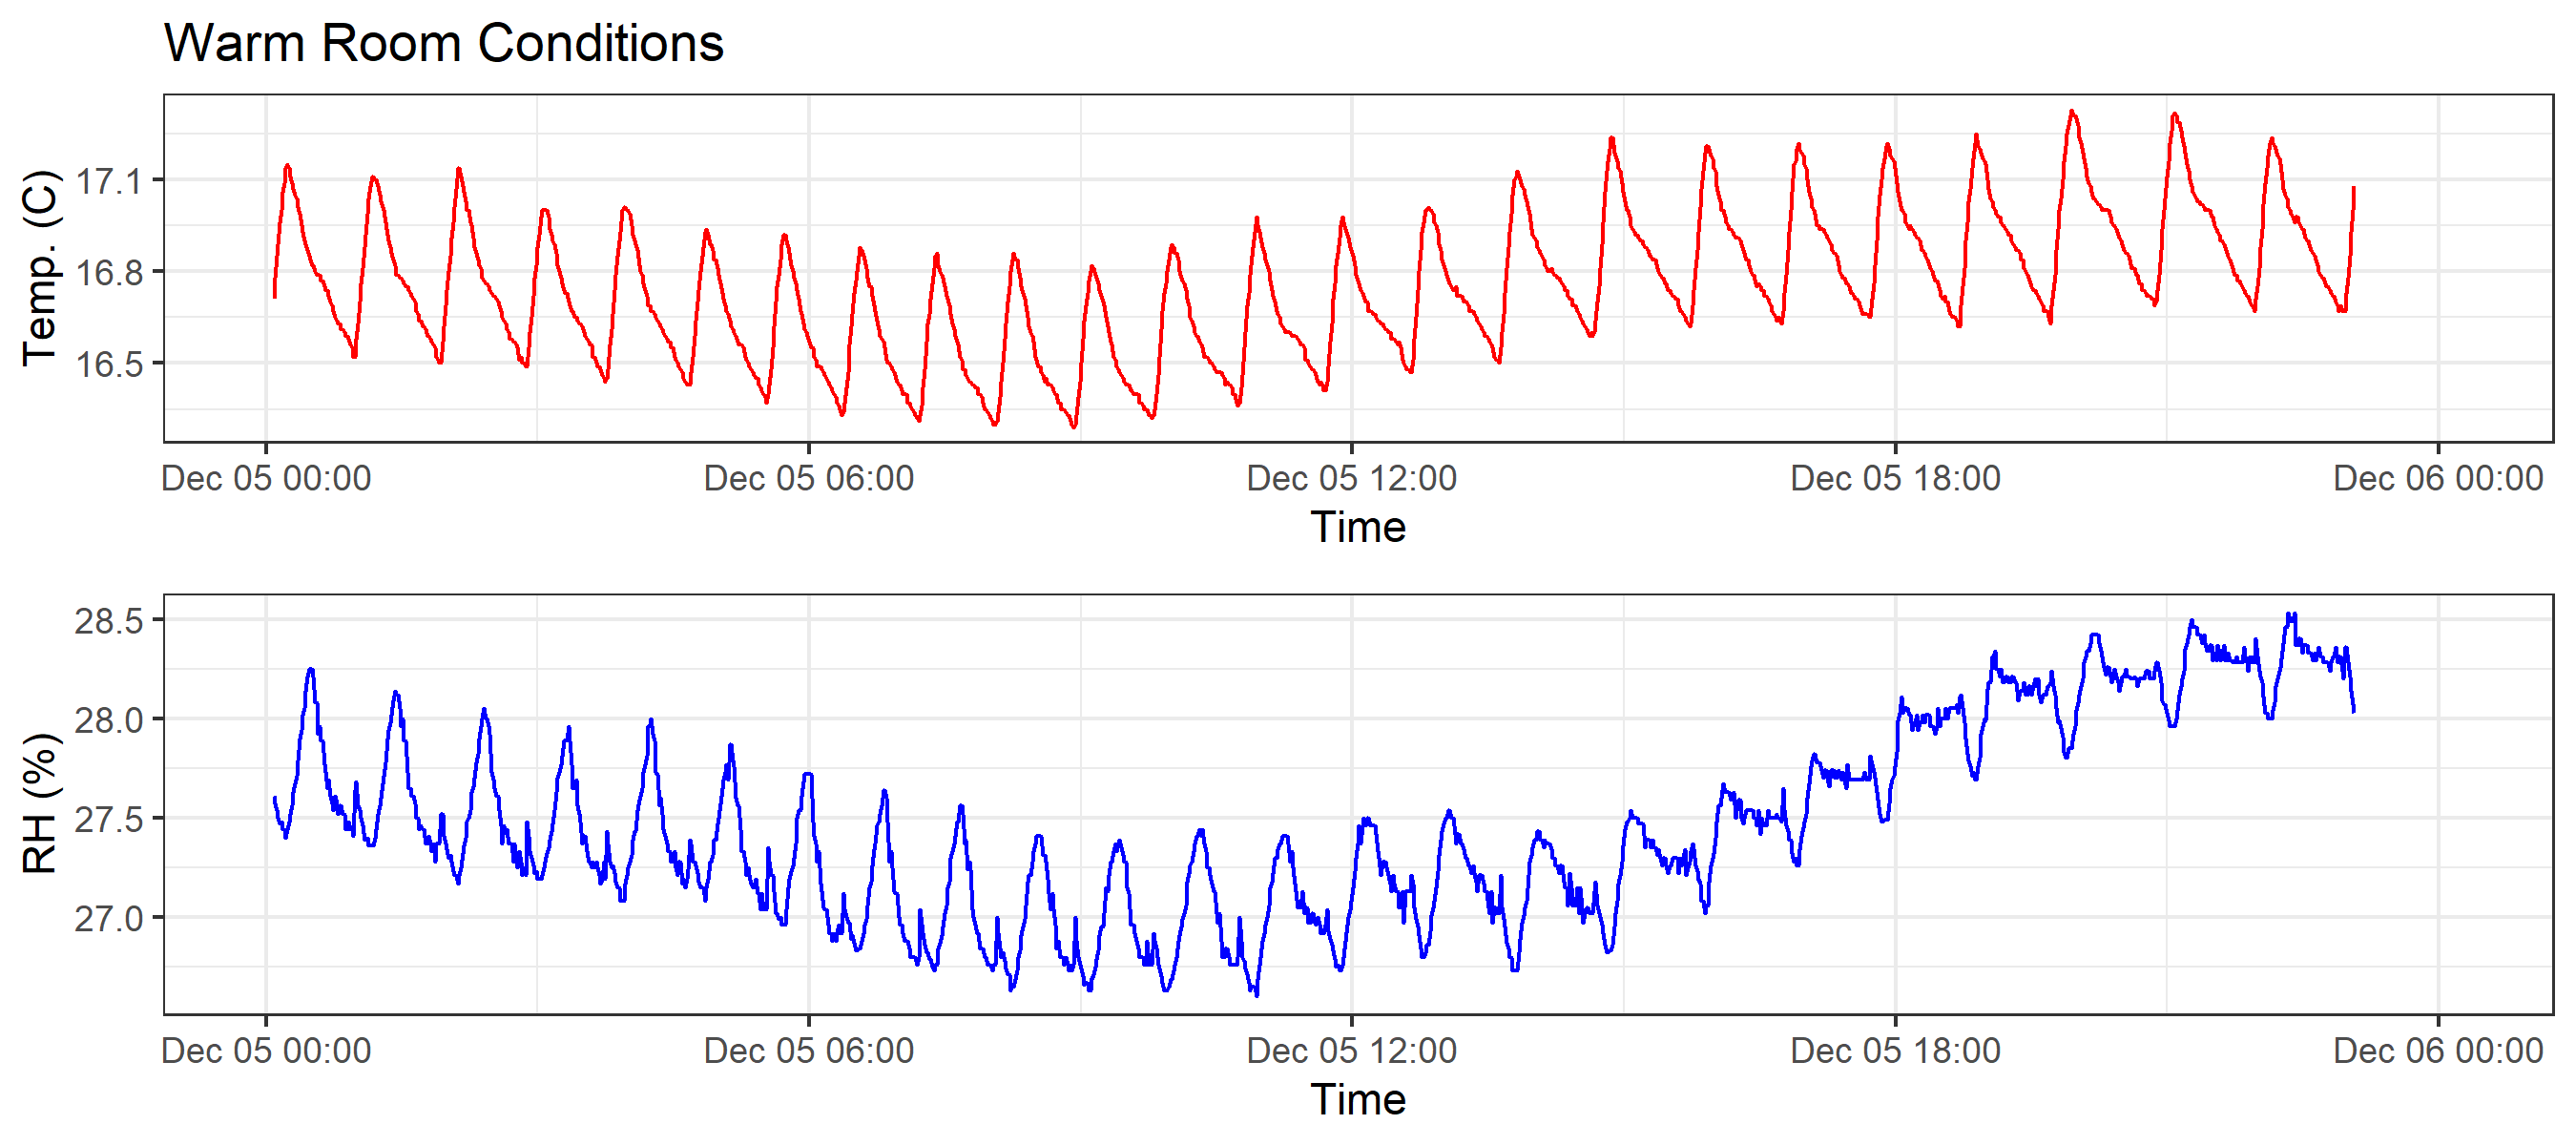 Warm Room Conditions
Temp. (C)
17.1
16.8
16.5
Dec 05 00:00 Dec 05 06:00 Dec 05 12:00 Dec 05 18:00 Dec 06 00:00
Time
RH (%)
28.5
28.0
27.5
27.0
Dec 05 00:00 Dec 05 06:00 Dec 05 12:00 Dec 05 18:00 Dec 06 00:00
Time